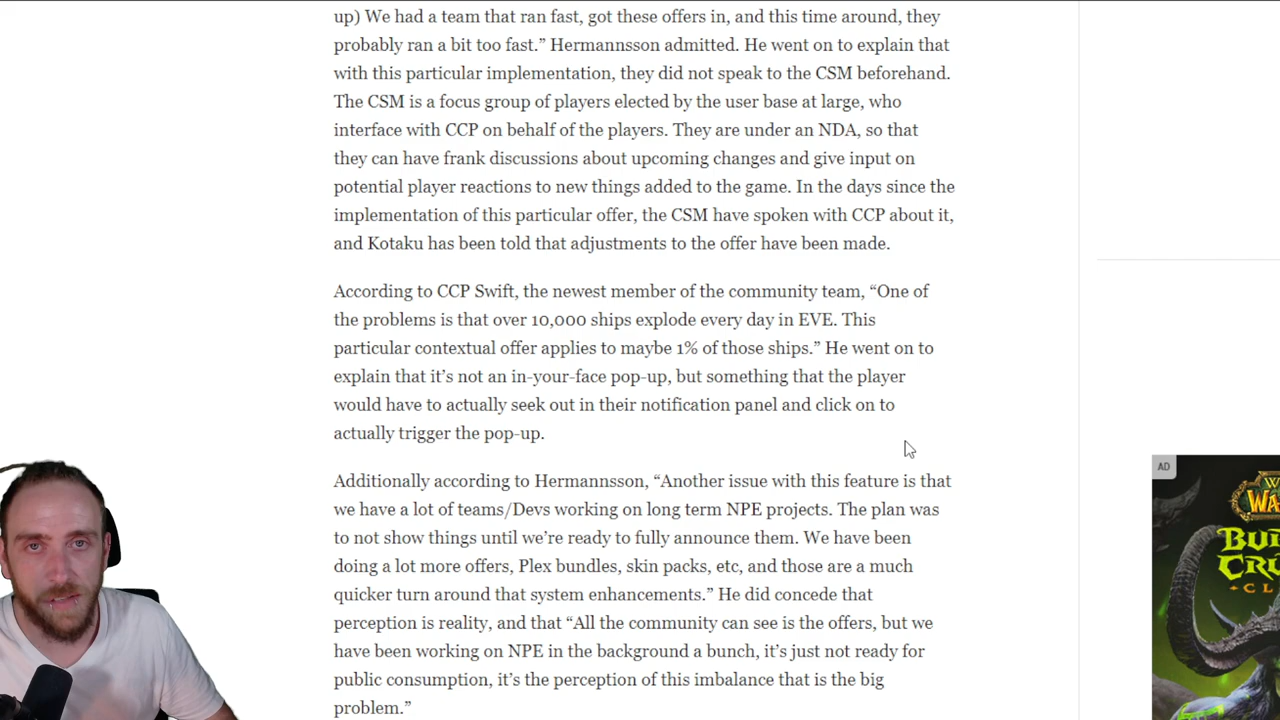 up) We had a team that ran fast, got these offers in, and this time around, they
probably ran a bit too fast.” Hermannsson admitted. He went on to explain that
with this particular implementation, they did not speak to the CSM beforehand.
The CSM is a focus group of players elected by the user base at large, who
interface with CCP on behalf of the players. They are under an NDA, so that
they can have frank discussions about upcoming changes and give input on
potential player reactions to new things added to the game. In the days since the
implementation of this particular offer, the CSM have spoken with CCP about it,
and Kotaku has been told that adjustments to the offer have been made.
According to CCP Swift, the newest member of the community team, “One of
the problems is that over 10,000 ships explode every day in EVE. This
particular contextual offer applies to maybe 1% of those ships.” He went on to
explain that it’s not an in-your-face pop-up, but something that the player
would have to actually seek out in their notification panel and click on to
actually trigger the pop-up.
Additionally according to Hermannsson, “Another issue with this feature is that
we have a lot of teams/Devs working on long term NPE projects. The plan was
to not show things until we’re ready to fully announce them. We have been
doing a lot more offers, Plex bundles, skin packs, etc, and those are a much
quicker turn around that system enhancements.” He did concede that
perception is reality, and that “All the community can see is the offers, but we
have been working on NPE in the background a bunch, it’s just not ready for
public consumption, it’s the perception of this imbalance that is the big
problem.”
AD